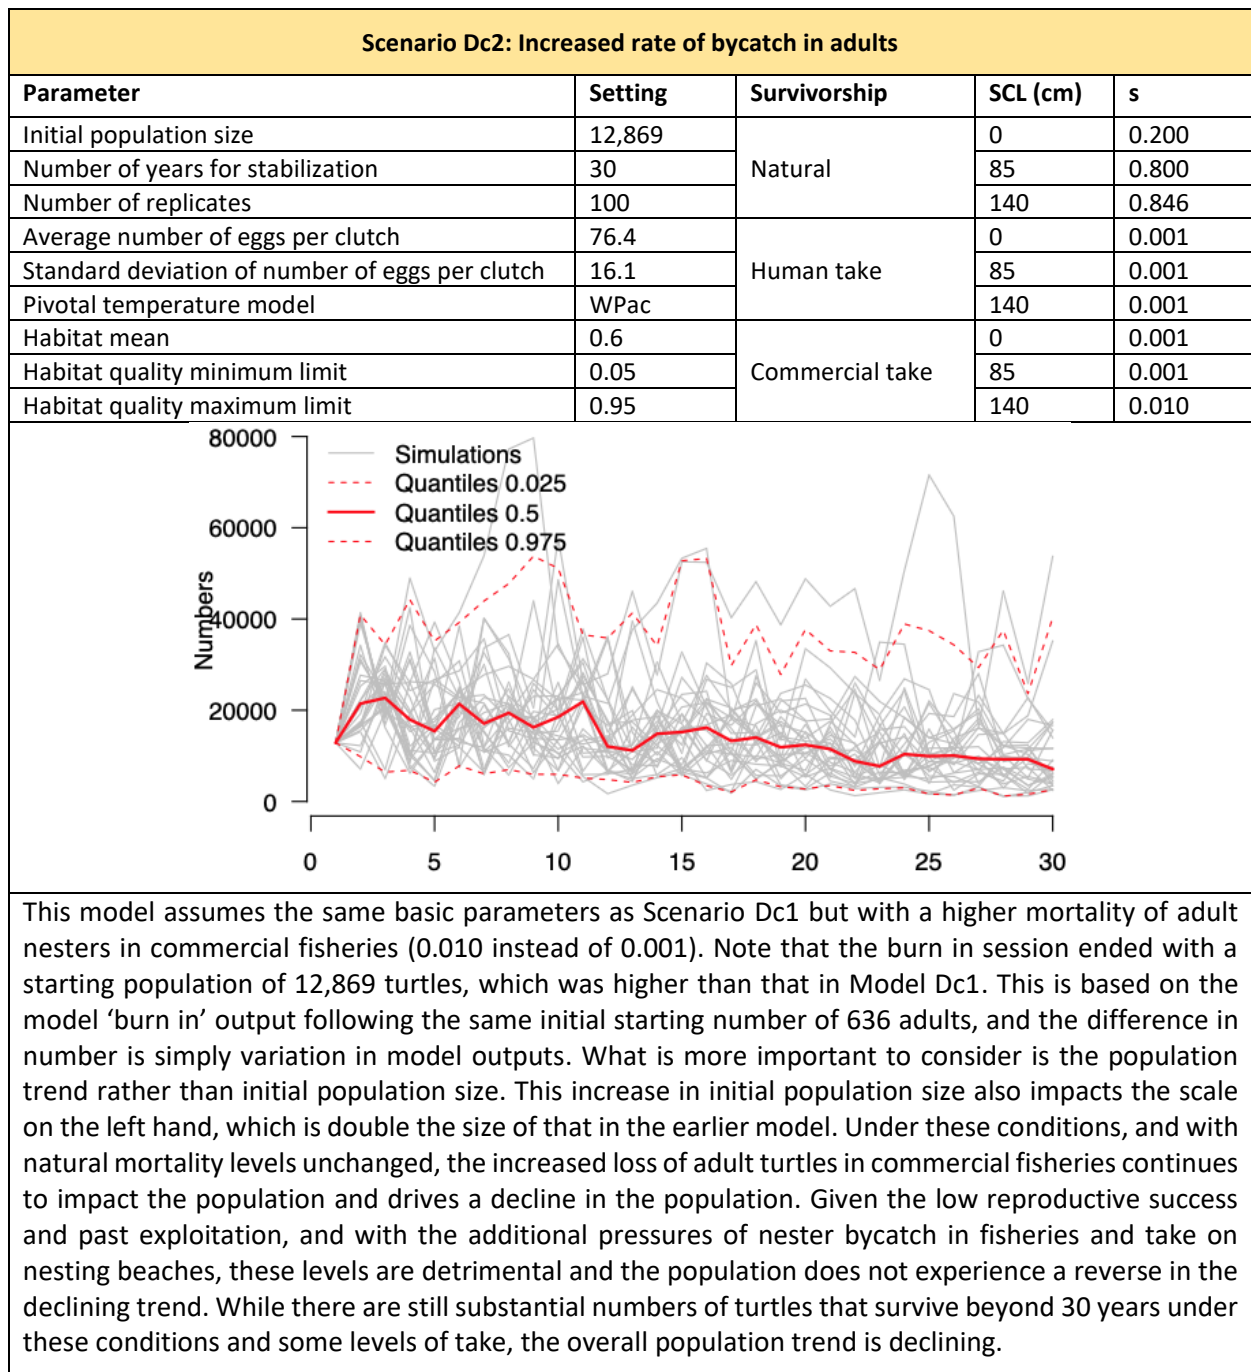 Scenario Dc2: Increased rate of bycatch in adults
Parameter Setting Survivorship SCL (cm) s
Initial population size 12,869 Natural 0 0.200
Number of years for stabilization 30 85 0.800
Number of replicates 100 140 0.846
Average number of eggs per clutch 76.4 Human take 0 0.001
Standard deviation of number of eggs per clutch 16.1 85 0.001
Pivotal temperature model WPac 140 0.001
Habitat mean 0.6 Commercial take 0 0.001
Habitat quality minimum limit 0.05 85 0.001
Habitat quality maximum limit 0.95 140 0.010
80000
60000
40000
20000
0
Numbers
Simulations
Quantiles 0.025
Quantiles 0.5
Quantiles 0.975
0 5 10 15 20 25 30
This model assumes the same basic parameters as Scenario Dc1 but with a higher mortality of adult
nesters in commercial fisheries (0.010 instead of 0.001). Note that the burn in session ended with a
starting population of 12,869 turtles, which was higher than that in Model Dc1. This is based on the
model ‘burn in’ output following the same initial starting number of 636 adults, and the difference in
number is simply variation in model outputs. What is more important to consider is the population
trend rather than initial population size. This increase in initial population size also impacts the scale
on the left hand, which is double the size of that in the earlier model. Under these conditions, and with
natural mortality levels unchanged, the increased loss of adult turtles in commercial fisheries continues
to impact the population and drives a decline in the population. Given the low reproductive success
and past exploitation, and with the additional pressures of nester bycatch in fisheries and take on
nesting beaches, these levels are detrimental and the population does not experience a reverse in the
declining trend. While there are still substantial numbers of turtles that survive beyond 30 years under
these conditions and some levels of take, the overall population trend is declining.